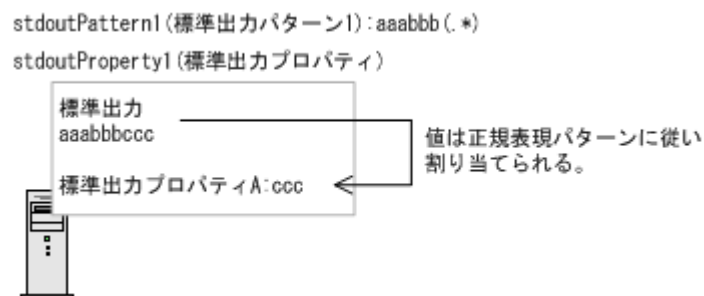 stdoutPattern1(標準出力パターン1):aaabbb(.*)
stdoutProperty1(標準出力プロパティ)
標準出力
aaabbbccc
値は正規表現パターンに従い
割り当てられる。
標準出力プロパティA:ccc